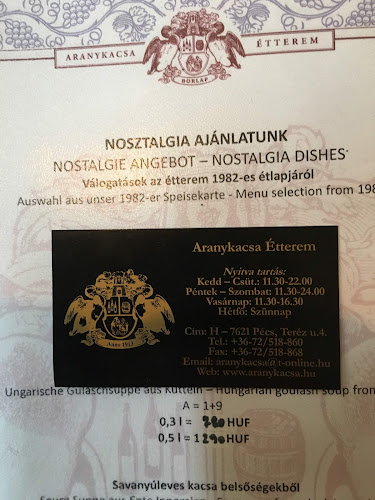 ARANYKACSA ÉTTEREM
BORLAP
NOSZTALGIA AJÁNLATUNK
NOSTALGIE ANGEBOT – NOSTALGIA DISHES
Válogatások az étterem 1982-es étlapjáról
Auswahl aus unser 1982-er Speisekarte - Menu selection from 198
Aranykacsa Étterem
Nyitva tartás:
Kedd – Csüt.: 11.30-22.00
Péntek – Szombat: 11.30-24.00
Vasárnap: 11.30-16.30
Hétfő: Szünnap
Cím: H – 7621 Pécs, Teréz u.4.
Tel.: +36-72/518-860
Fax: +36-72/518-868
Email: aranykacsa@t-online.hu
Web: www.aranykacsa.hu
Anno 1923
Ungarische Gulaschsuppe aus Kutteln – Hungarian goulash soup from
A = 1+9
0,3 l = HUF
0,5 l = 1290 HUF
Savanyúleves kacsa belsőségekből